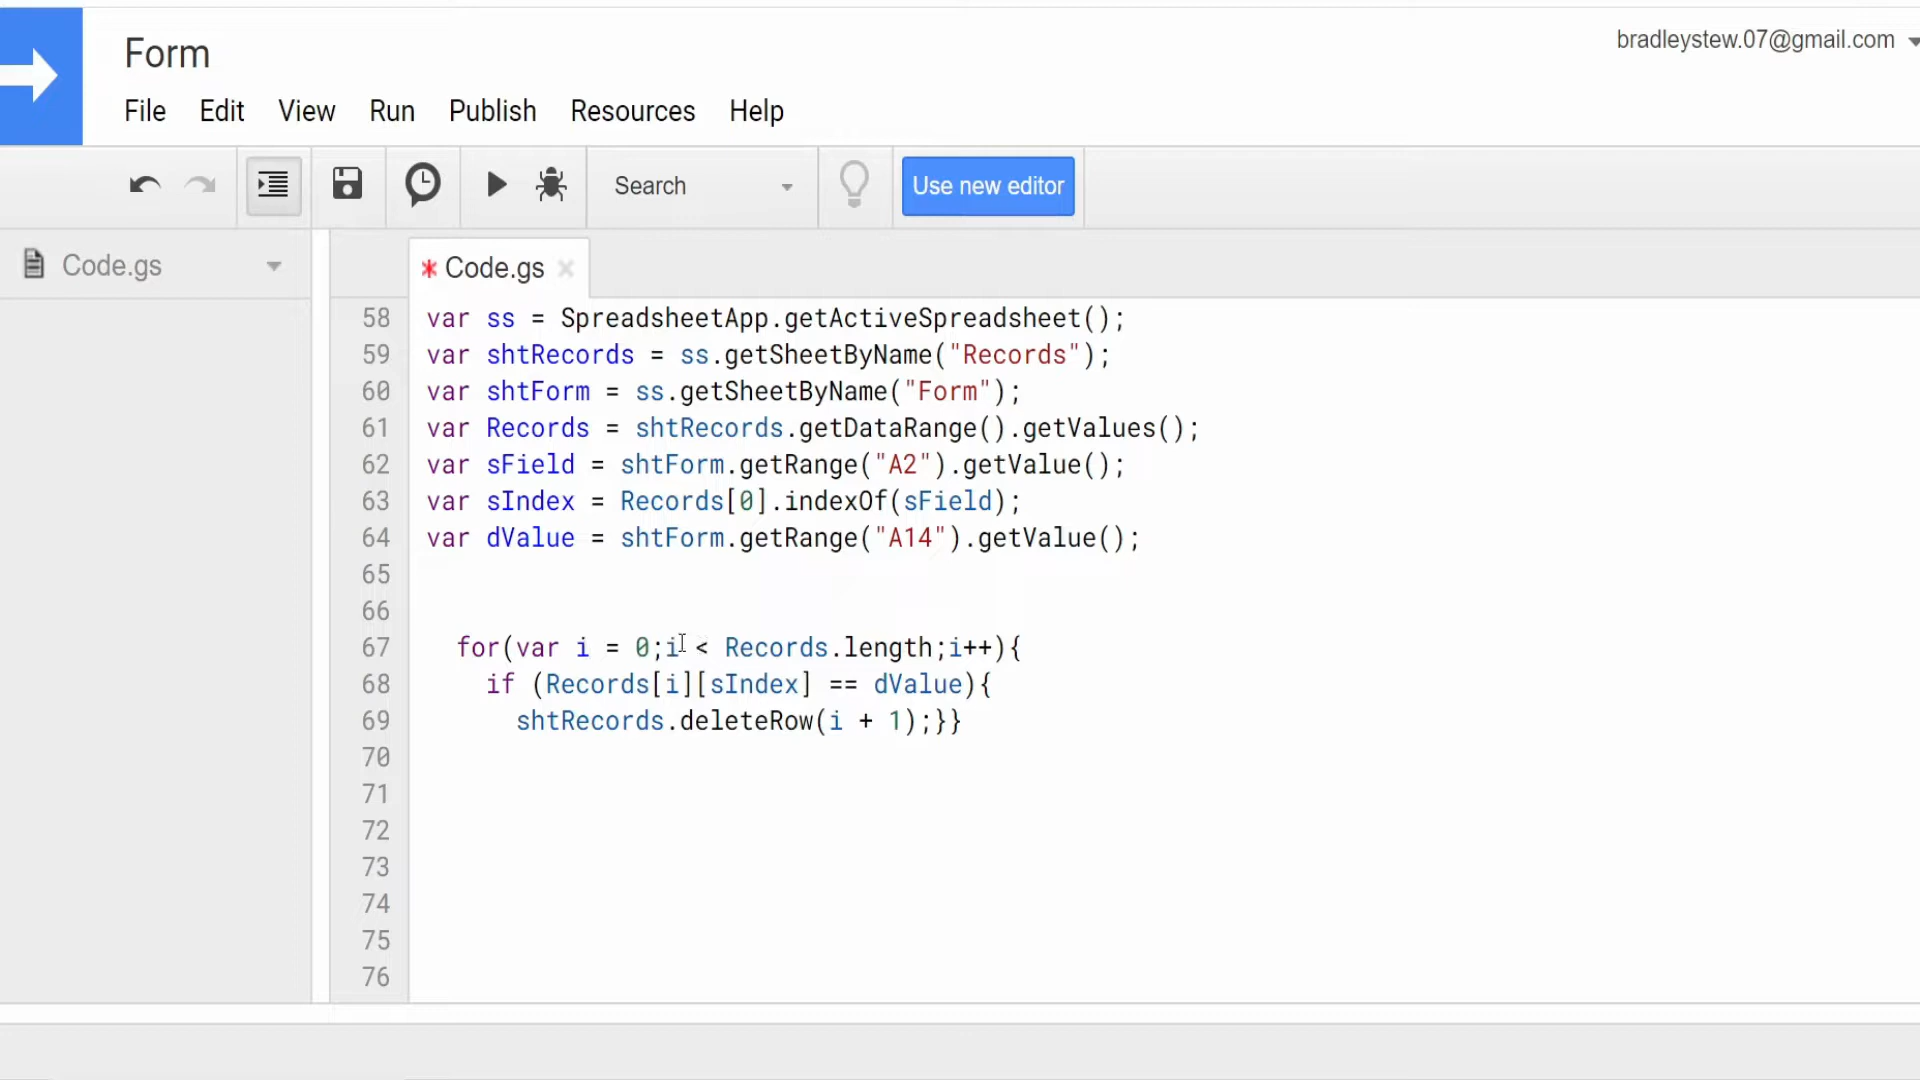 Form
bradleystew.07@gmail.com
File Edit View Run Publish Resources Help
Search Use new editor
Code.gs
* Code.gs ×
58 var ss = SpreadsheetApp.getActiveSpreadsheet();
59 var shtRecords = ss.getSheetByName("Records");
60 var shtForm = ss.getSheetByName("Form");
61 var Records = shtRecords.getDataRange().getValues();
62 var sField = shtForm.getRange("A2").getValue();
63 var sIndex = Records[0].indexOf(sField);
64 var dValue = shtForm.getRange("A14").getValue();
65
66
67 for(var i = 0;i < Records.length;i++){
68 if (Records[i][sIndex] == dValue){
69 shtRecords.deleteRow(i + 1);}}
70
71
72
73
74
75
76